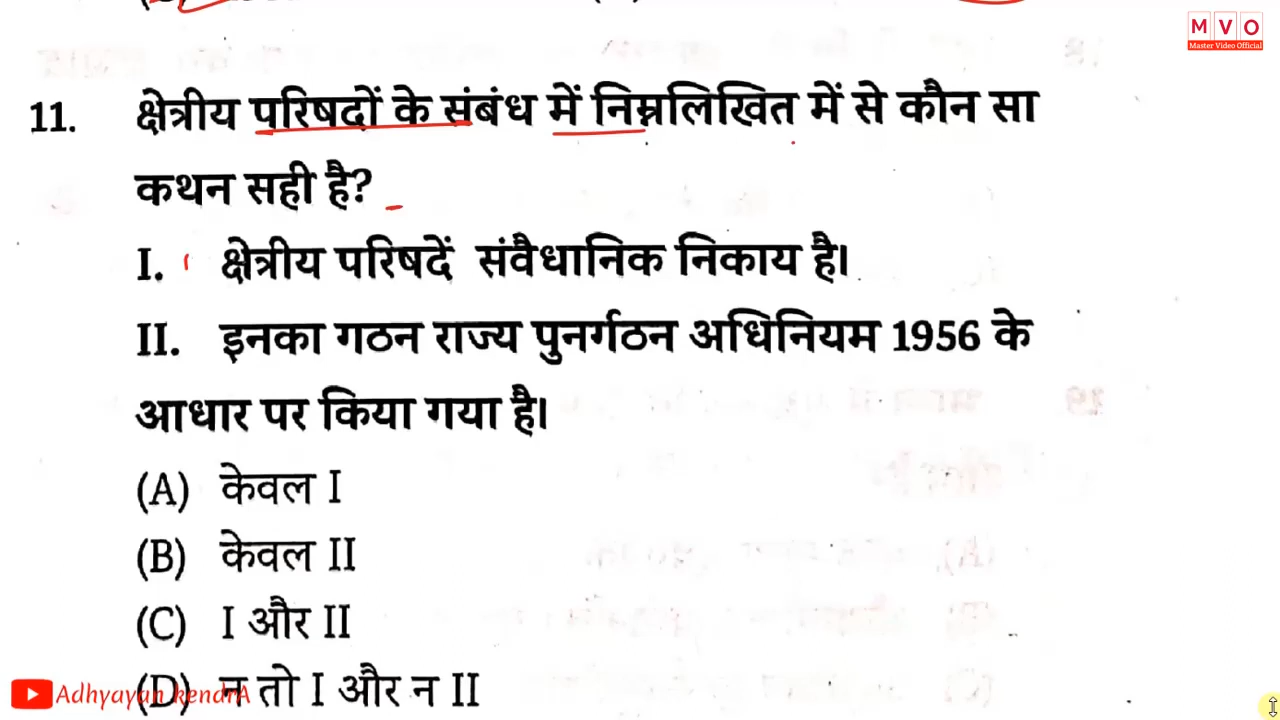 M V O
Master Video Official
11. क्षेत्रीय परिषदों के संबंध में निम्नलिखित में से कौन सा
कथन सही है?
I. क्षेत्रीय परिषदें संवैधानिक निकाय है।
II. इनका गठन राज्य पुनर्गठन अधिनियम 1956 के
आधार पर किया गया है।
(A) केवल I
(B) केवल II
(C) I और II
(D) न तो I और न II
Adhyayan kendrA